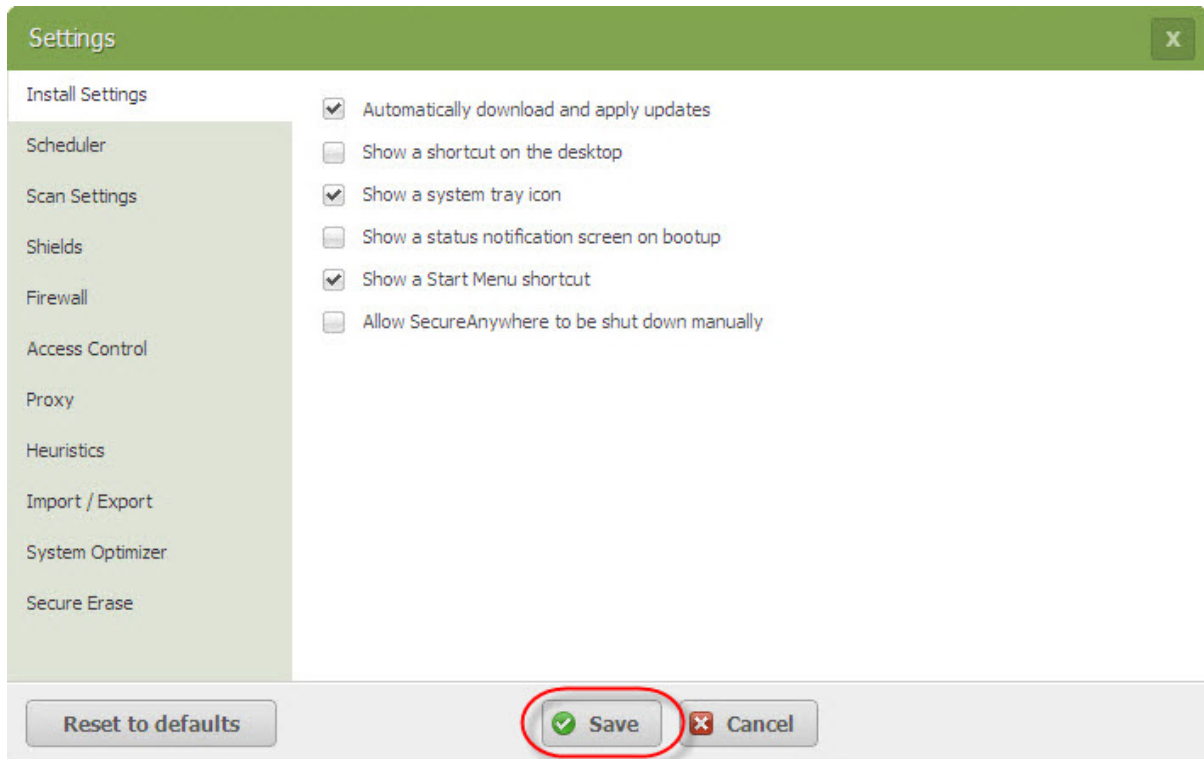 Settings
x
Install Settings
Scheduler
Scan Settings
Shields
Firewall
Access Control
Proxy
Heuristics
Import / Export
System Optimizer
Secure Erase
Automatically download and apply updates
Show a shortcut on the desktop
Show a system tray icon
Show a status notification screen on bootup
Show a Start Menu shortcut
Allow SecureAnywhere to be shut down manually
Reset to defaults
Save
Cancel